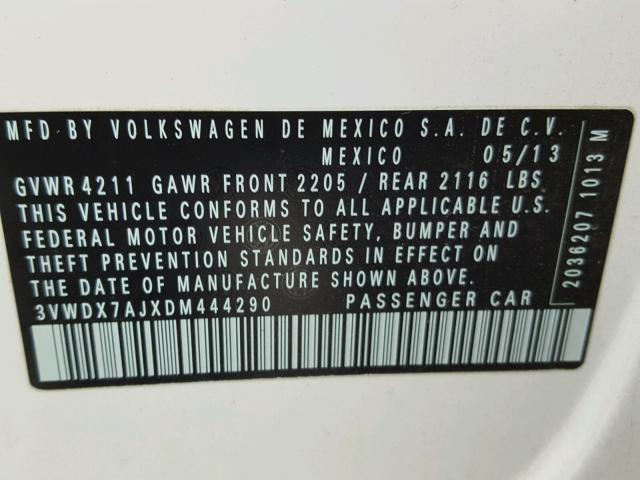 MFD BY VOLKSWAGEN DE MEXICO S.A. DE C.V.
MEXICO 05/13
GVWR 4211 GAWR FRONT 2205 / REAR 2116 LBS
THIS VEHICLE CONFORMS TO ALL APPLICABLE U.S.
FEDERAL MOTOR VEHICLE SAFETY, BUMPER AND
THEFT PREVENTION STANDARDS IN EFFECT ON
THE DATE OF MANUFACTURE SHOWN ABOVE.
3VWDX7AJXDM444290 PASSENGER CAR
2036207 1013 M